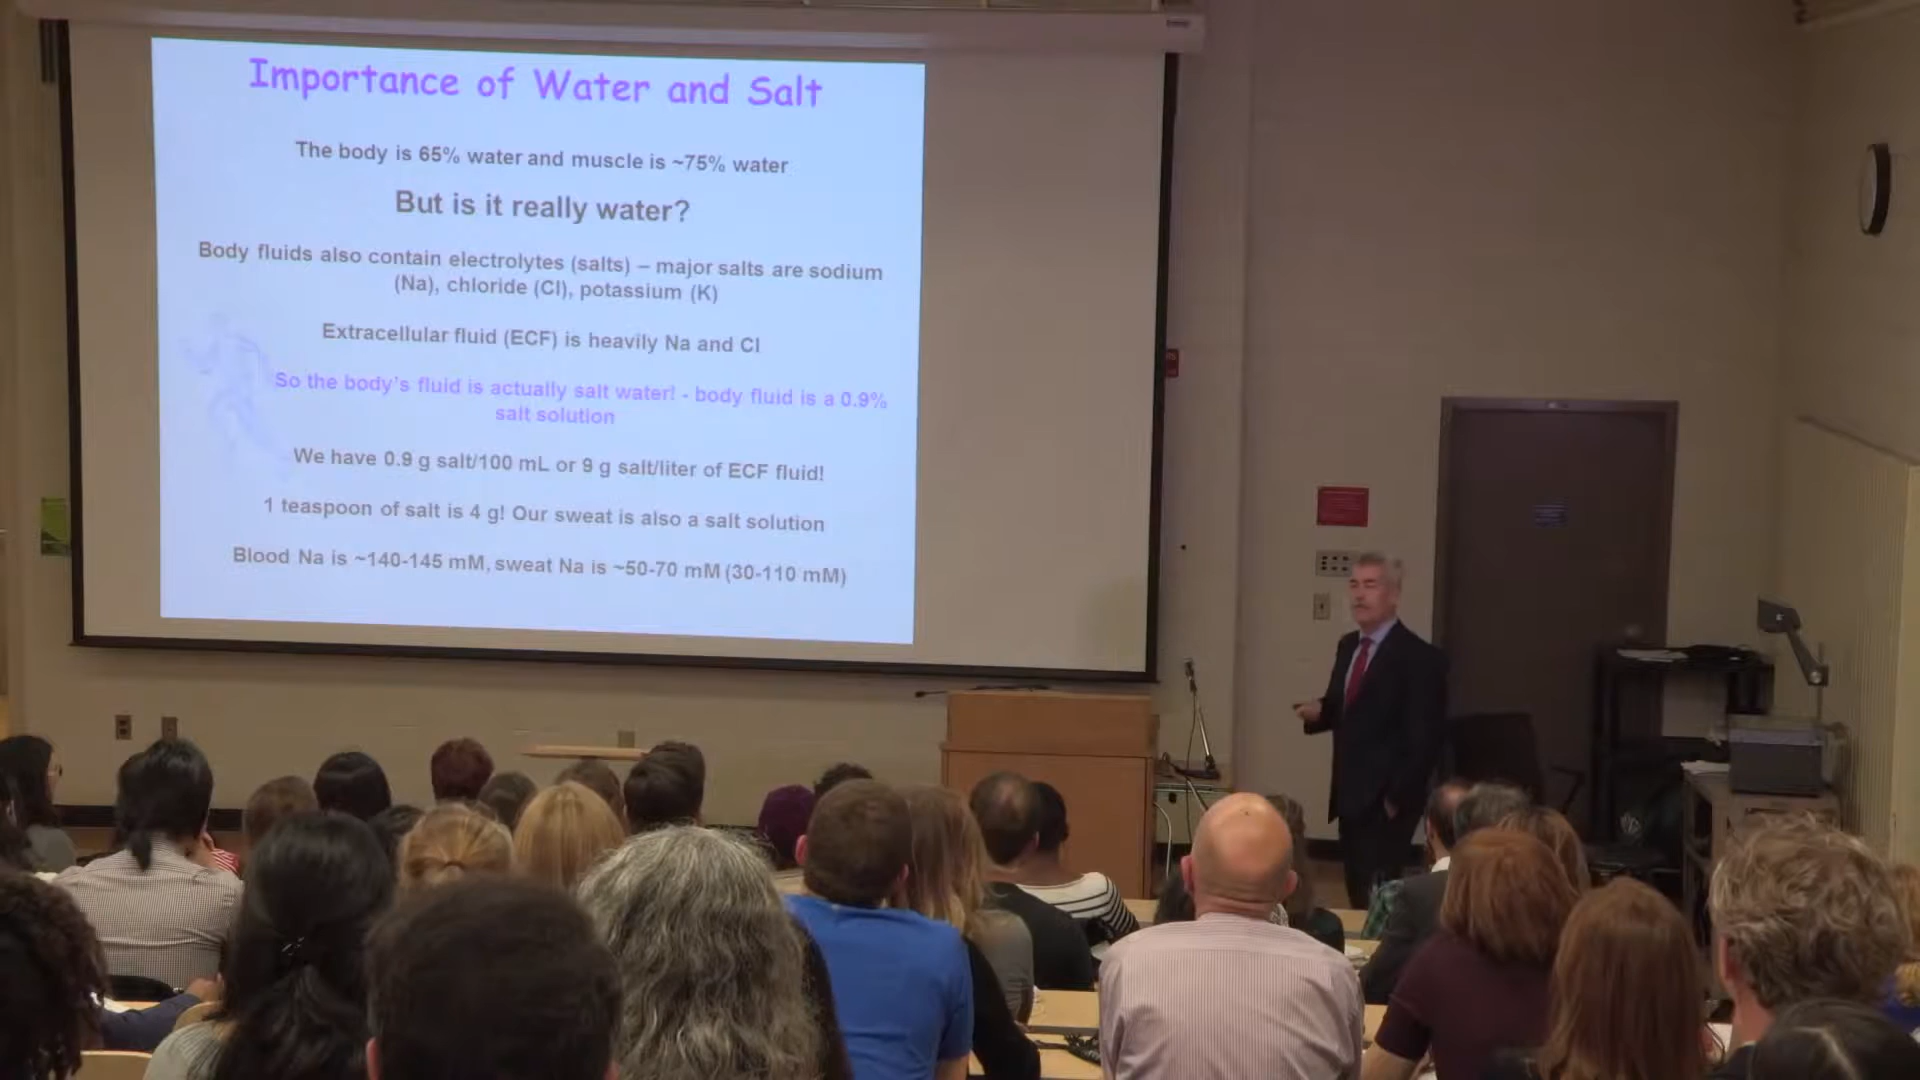 Importance of Water and Salt
The body is 65% water and muscle is ~75% water
But is it really water?
Body fluids also contain electrolytes (salts) – major salts are sodium
(Na), chloride (Cl), potassium (K)
Extracellular fluid (ECF) is heavily Na and Cl
So the body's fluid is actually salt water! - body fluid is a 0.9%
salt solution
We have 0.9 g salt/100 mL or 9 g salt/liter of ECF fluid!
1 teaspoon of salt is 4 g! Our sweat is also a salt solution
Blood Na is ~140-145 mM, sweat Na is ~50-70 mM (30-110 mM)